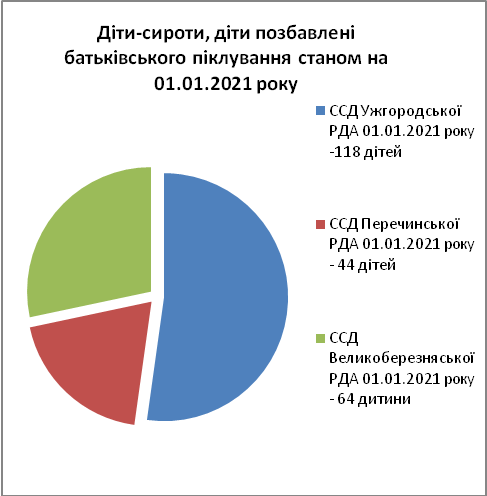 Діти-сироти, діти позбавлені
батьківського піклування станом на
01.01.2021 року
ССД Ужгородської
РДА 01.01.2021 року
-118 дітей
ССД Перечинської
РДА 01.01.2021 року
- 44 дітей
ССД
Великоберезняської
РДА 01.01.2021 року
- 64 дитини